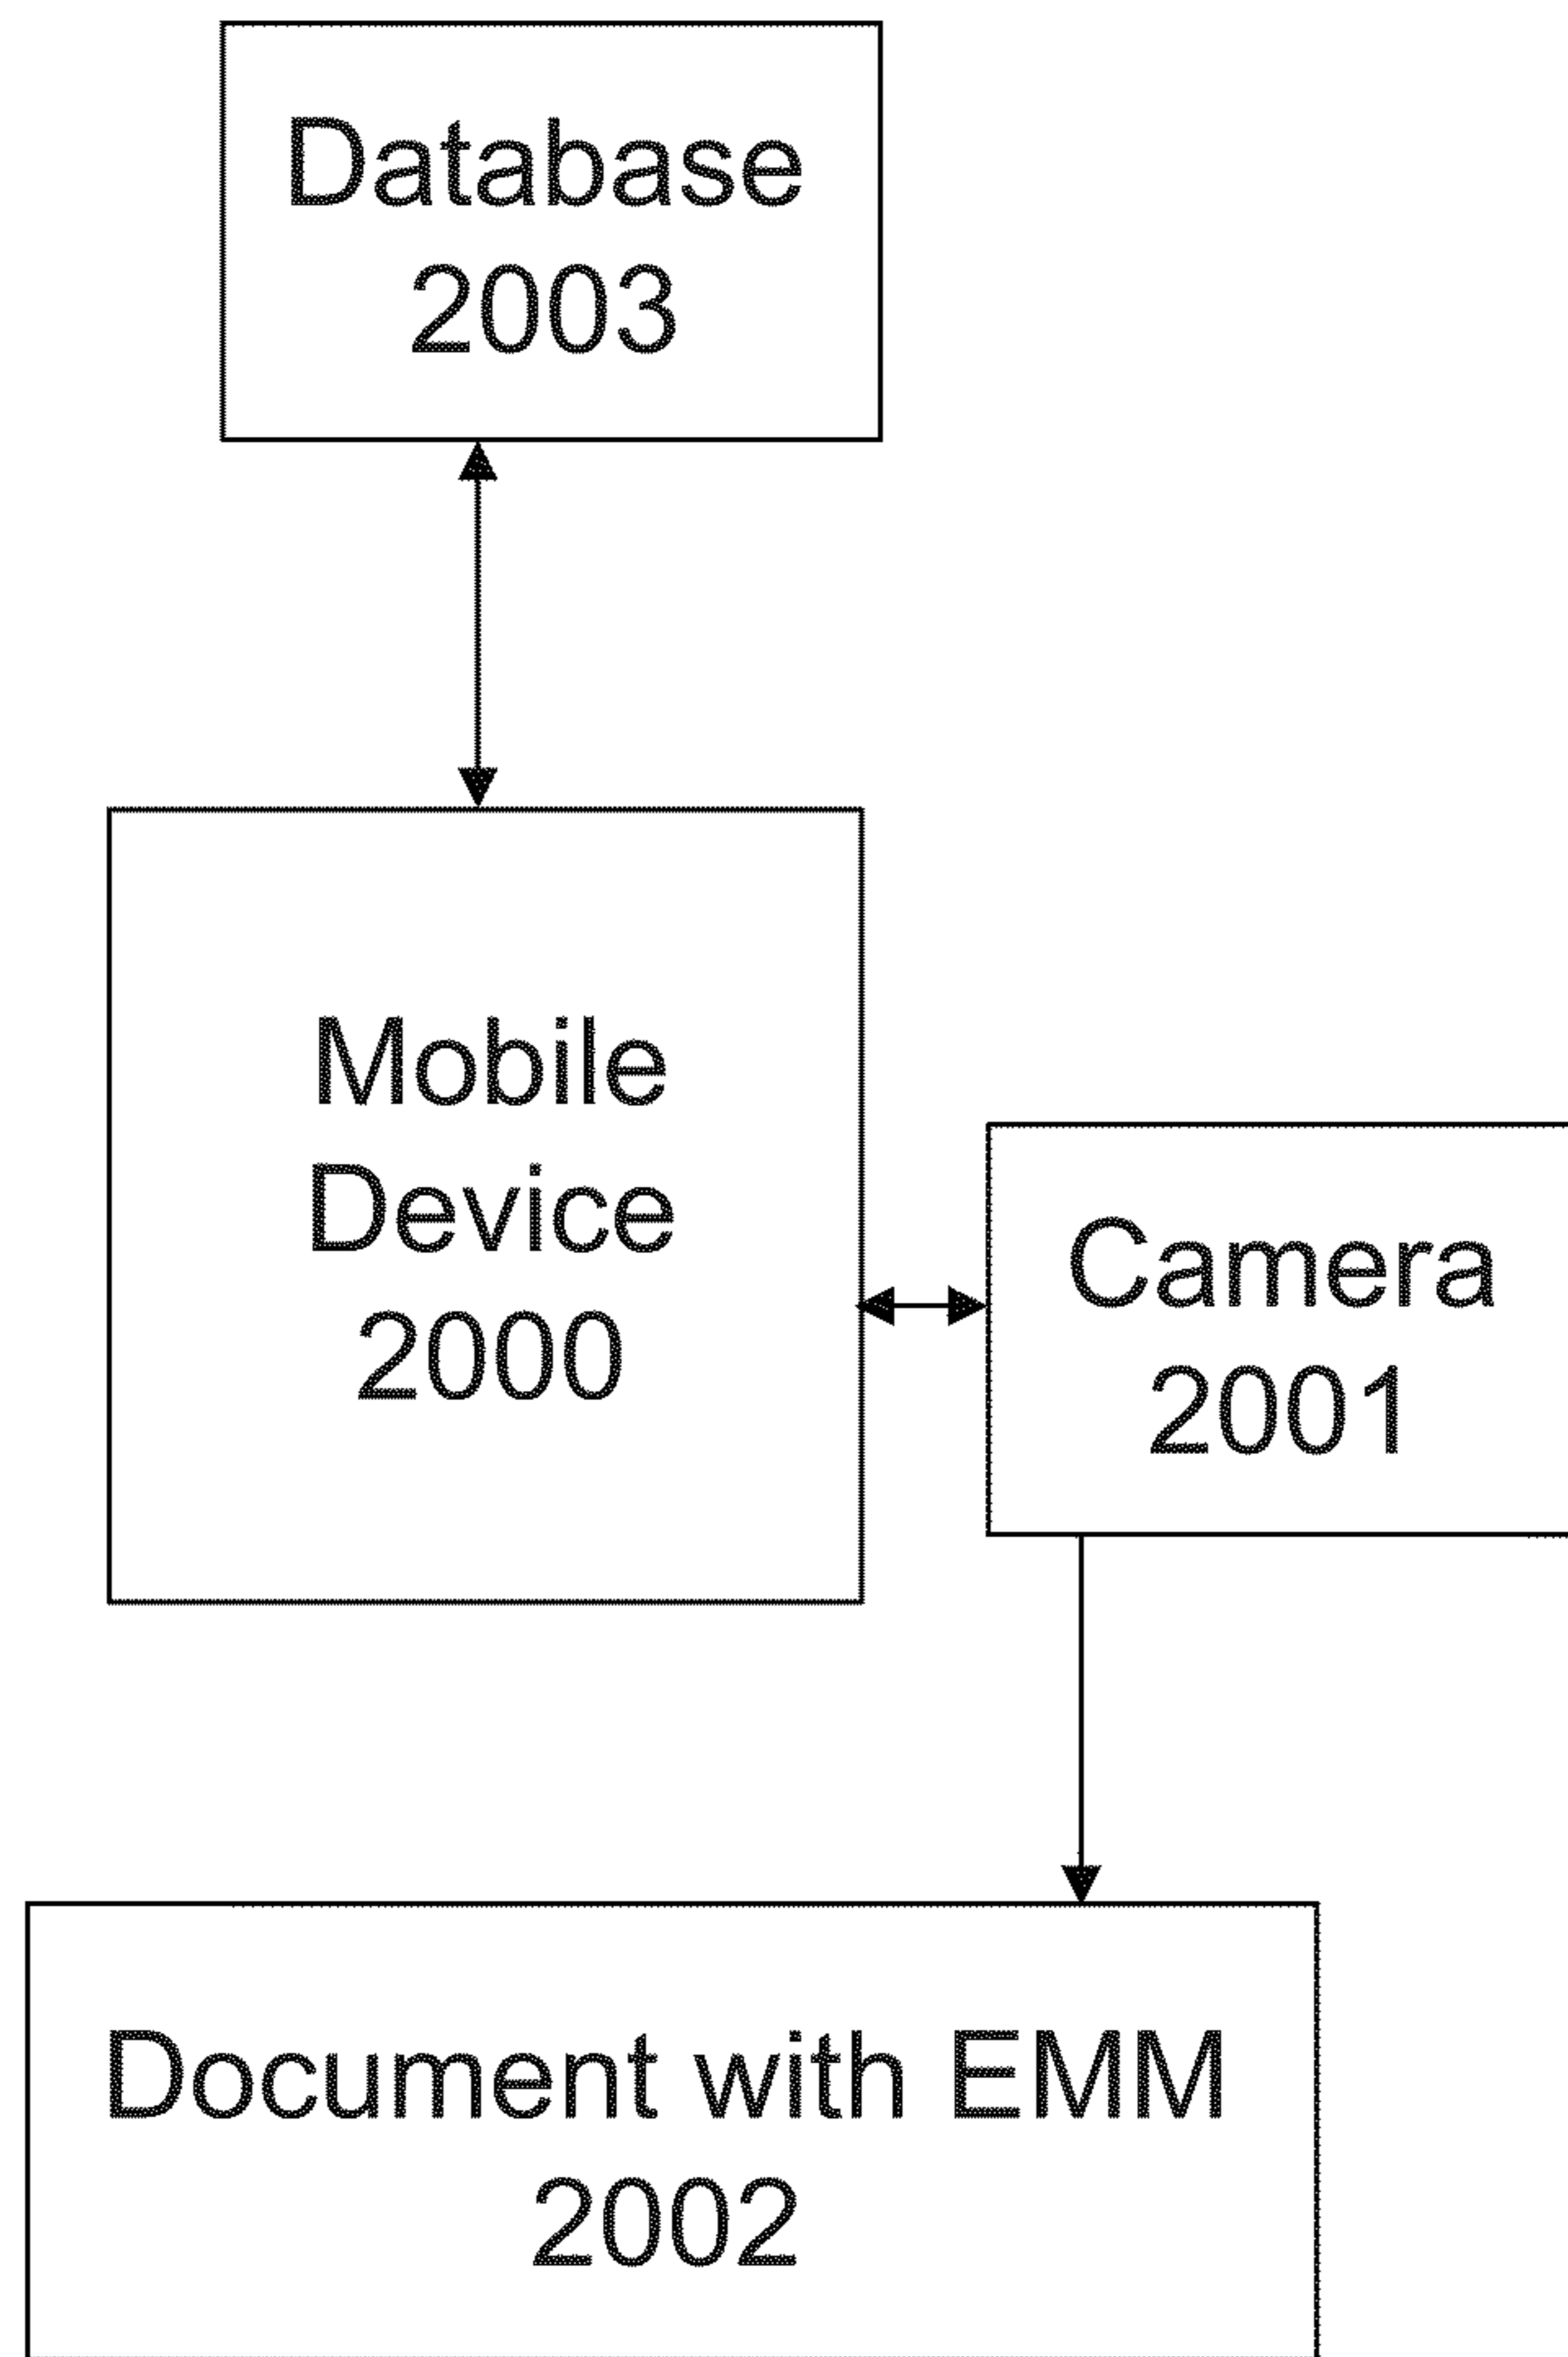 Database
2003
Mobile
Device
2000
Camera
2001
Document with EMM
2002